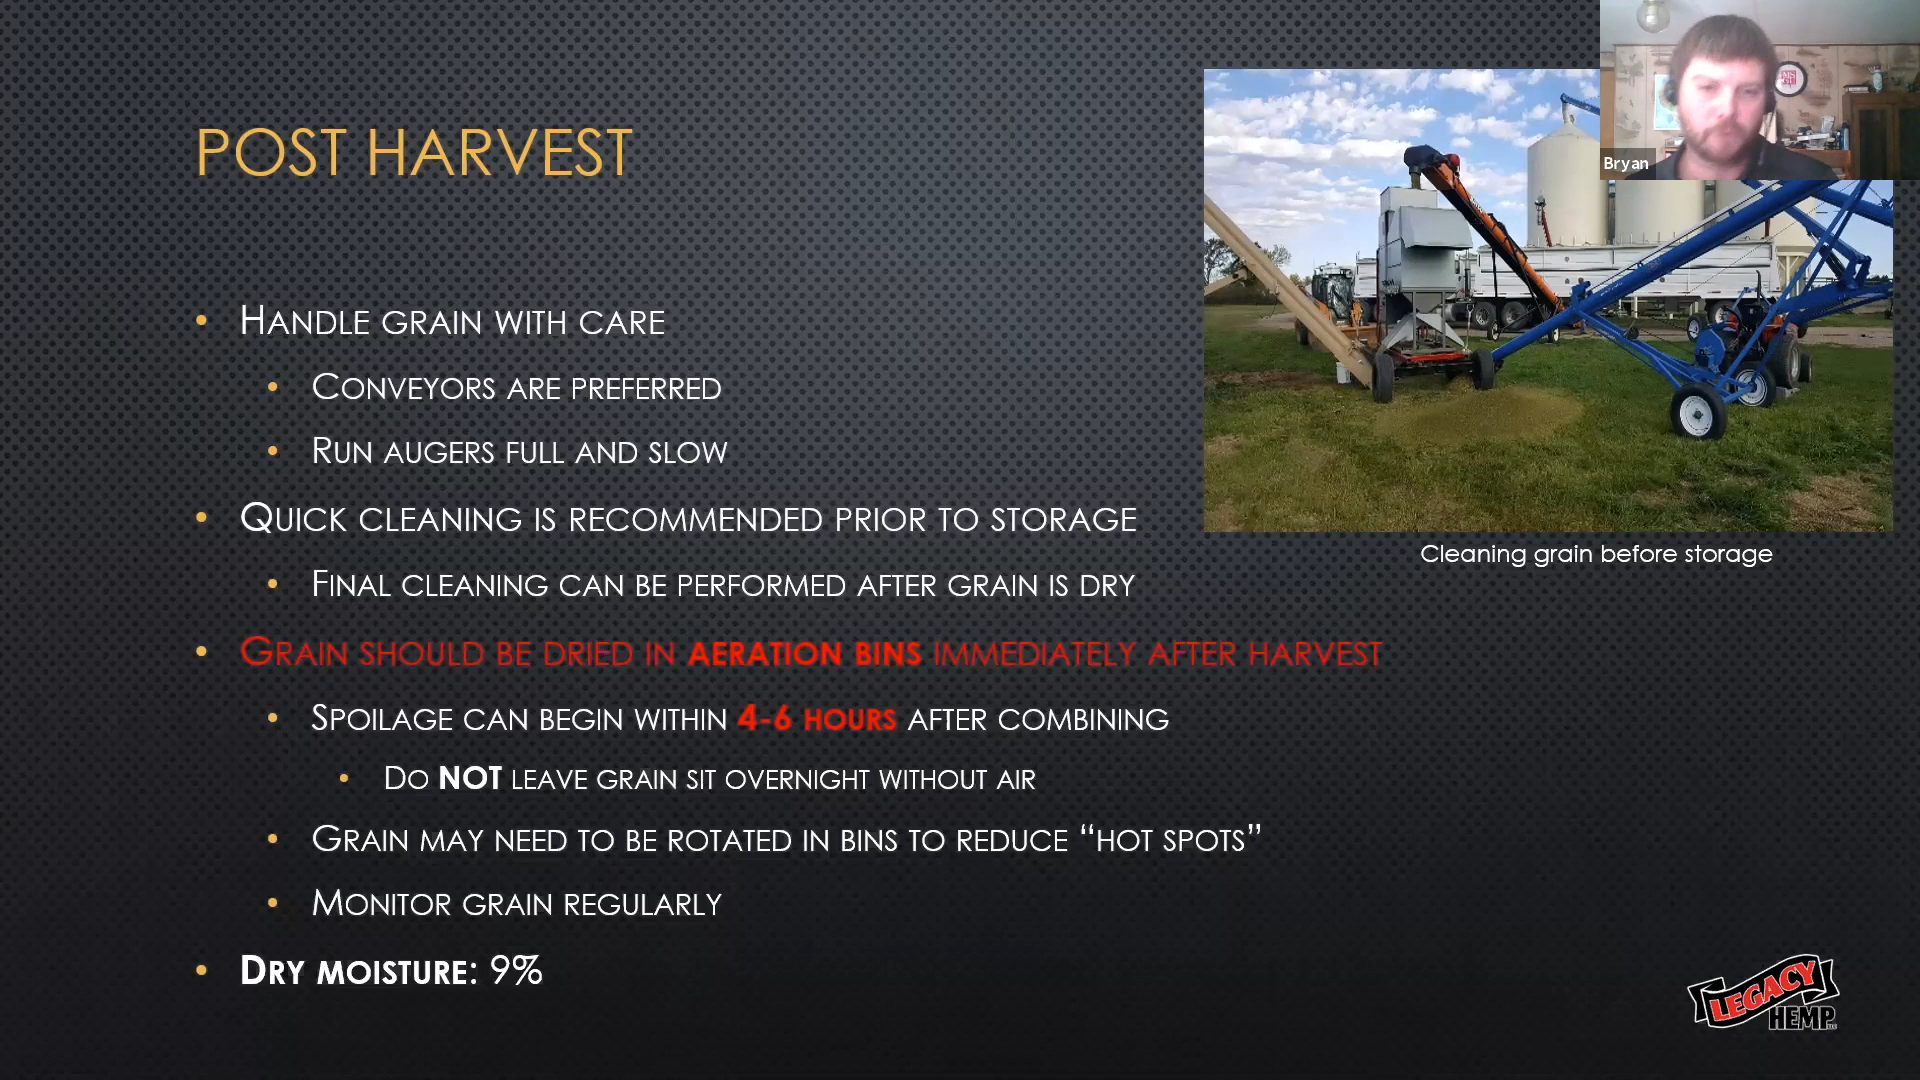 POST HARVEST
HANDLE GRAIN WITH CARE
CONVEYORS ARE PREFERRED
RUN AUGERS FULL AND SLOW
QUICK CLEANING IS RECOMMENDED PRIOR TO STORAGE
FINAL CLEANING CAN BE PERFORMED AFTER GRAIN IS DRY
GRAIN SHOULD BE DRIED IN AERATION BINS IMMEDIATELY AFTER HARVEST
SPOILAGE CAN BEGIN WITHIN 4-6 HOURS AFTER COMBINING
DO NOT LEAVE GRAIN SIT OVERNIGHT WITHOUT AIR
GRAIN MAY NEED TO BE ROTATED IN BINS TO REDUCE “HOT SPOTS”
MONITOR GRAIN REGULARLY
DRY MOISTURE: 9%
Bryan
Cleaning grain before storage
LEGACY
HEMP